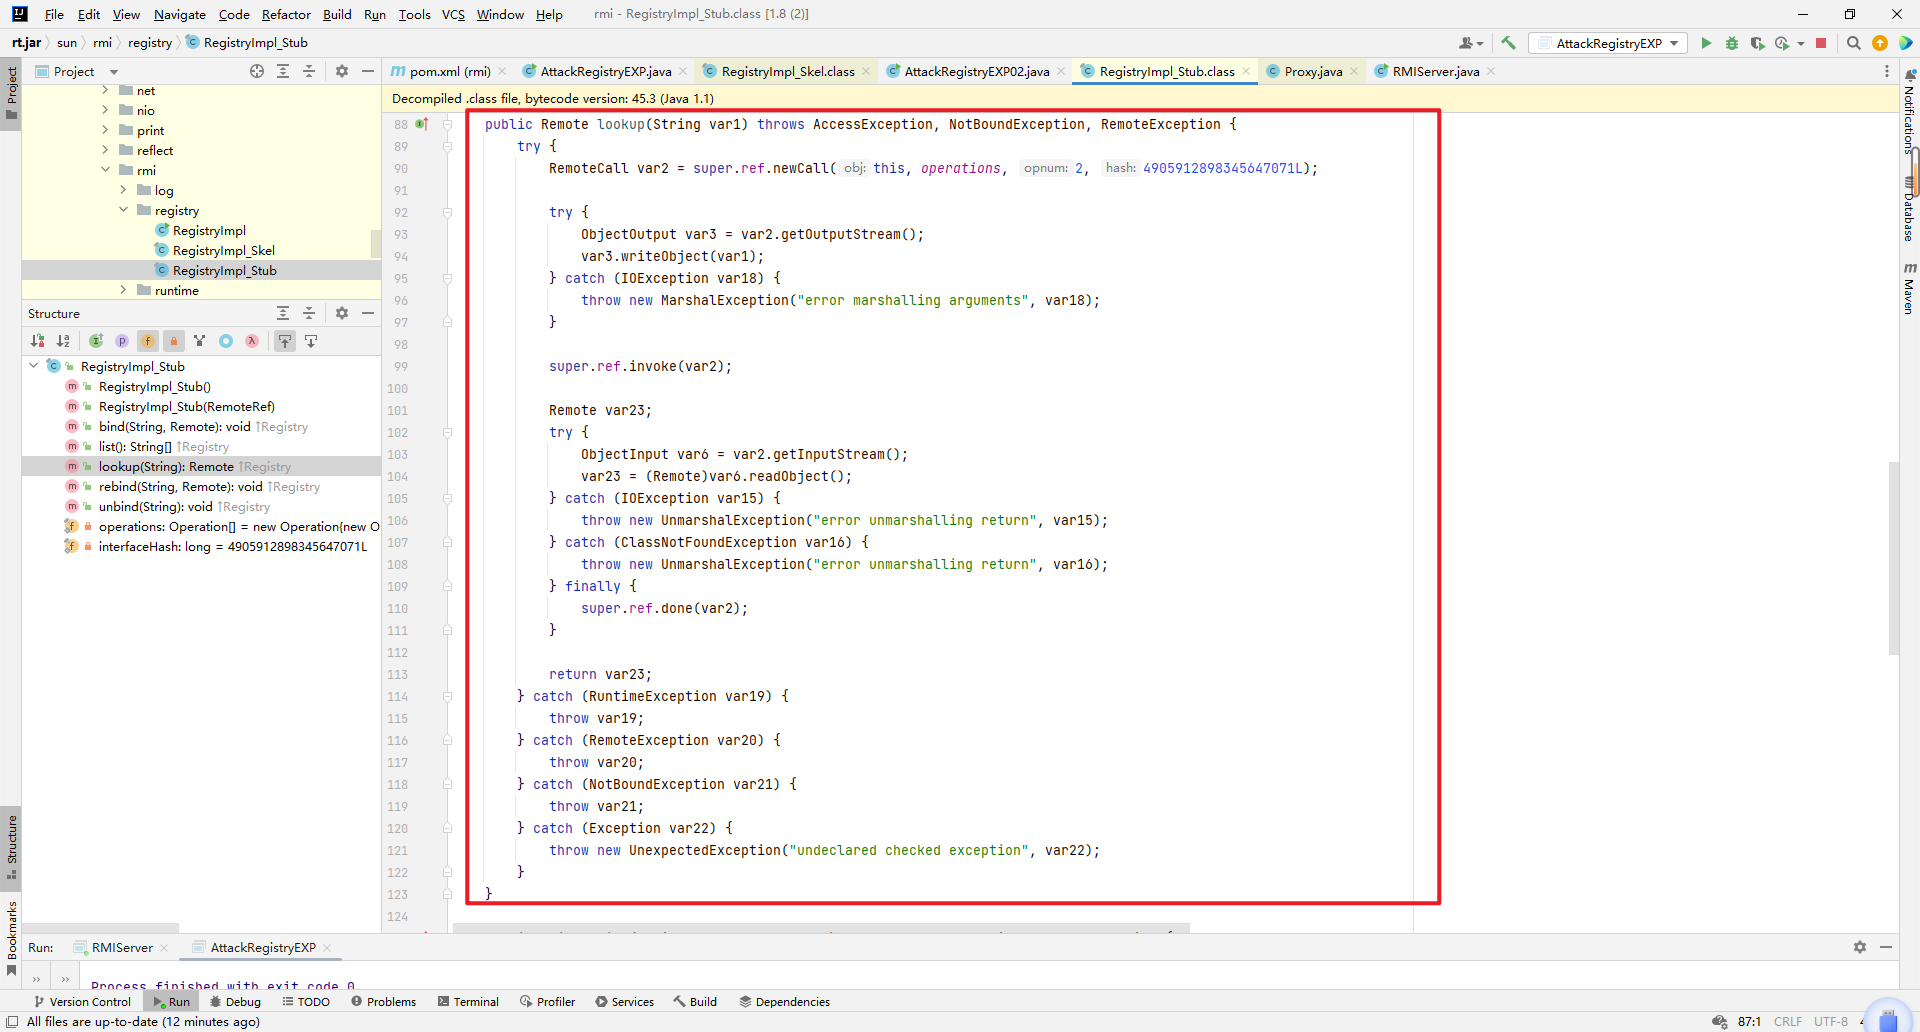 File Edit View Navigate Code Refactor Build Run Tools VCS Window Help rmi - RegistryImpl_Stub.class [1.8 (2)]
rt.jar sun rmi registry RegistryImpl_Stub AttackRegistryEXP
Project
pom.xml (rmi) AttackRegistryEXP.java RegistryImpl_Skel.class AttackRegistryEXP02.java RegistryImpl_Stub.class Proxy.java RMIServer.java
Decompiled .class file, bytecode version: 45.3 (Java 1.1)
Project
net
nio
print
reflect
rmi
log
registry
RegistryImpl
RegistryImpl_Skel
RegistryImpl_Stub
runtime
Structure
RegistryImpl_Stub
RegistryImpl_Stub()
RegistryImpl_Stub(RemoteRef)
bind(String, Remote): void ↑Registry
list(): String[] ↑Registry
lookup(String): Remote ↑Registry
rebind(String, Remote): void ↑Registry
unbind(String): void ↑Registry
operations: Operation[] = new Operation{new O
interfaceHash: long = 4905912898345647071L
88 public Remote lookup(String var1) throws AccessException, NotBoundException, RemoteException {
89 try {
90 RemoteCall var2 = super.ref.newCall( obj: this, operations, opnum: 2, hash: 4905912898345647071L);
91
92 try {
93 ObjectOutput var3 = var2.getOutputStream();
94 var3.writeObject(var1);
95 } catch (IOException var18) {
96 throw new MarshalException("error marshalling arguments", var18);
97 }
98
99 super.ref.invoke(var2);
100
101 Remote var23;
102 try {
103 ObjectInput var6 = var2.getInputStream();
104 var23 = (Remote)var6.readObject();
105 } catch (IOException var15) {
106 throw new UnmarshalException("error unmarshalling return", var15);
107 } catch (ClassNotFoundException var16) {
108 throw new UnmarshalException("error unmarshalling return", var16);
109 } finally {
110 super.ref.done(var2);
111 }
112
113 return var23;
114 } catch (RuntimeException var19) {
115 throw var19;
116 } catch (RemoteException var20) {
117 throw var20;
118 } catch (NotBoundException var21) {
119 throw var21;
120 } catch (Exception var22) {
121 throw new UnexpectedException("undeclared checked exception", var22);
122 }
123 }
124
Notifications
Database
Maven
Structure
Bookmarks
Run: RMIServer AttackRegistryEXP
Process finished with exit code 0
Version Control Run Debug TODO Problems Terminal Profiler Services Build Dependencies
All files are up-to-date (12 minutes ago) 87:1 CRLF UTF-8